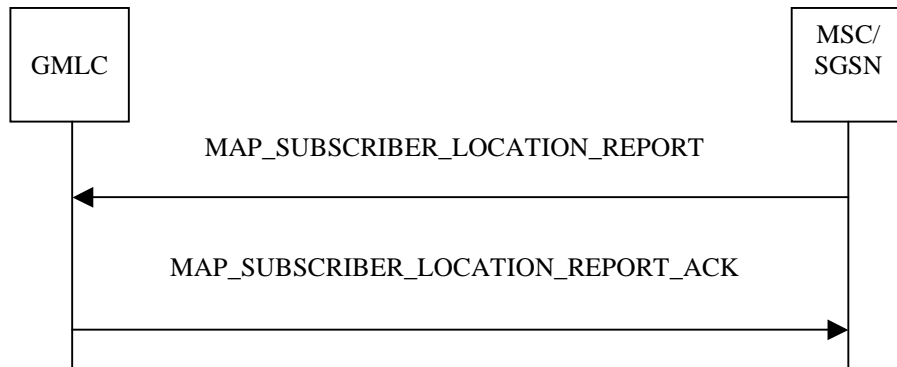 GMLC
MSC/
SGSN
MAP_SUBSCRIBER_LOCATION_REPORT
MAP_SUBSCRIBER_LOCATION_REPORT_ACK